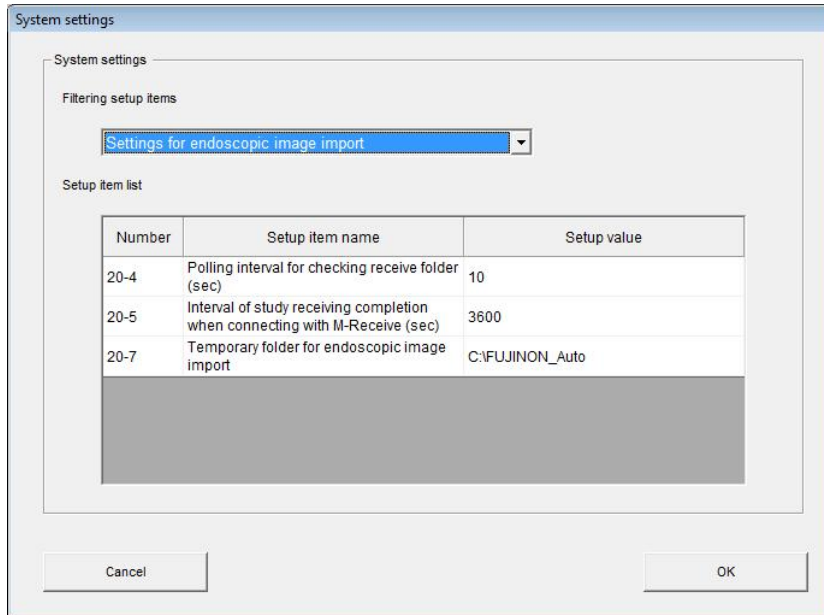 System settings
System settings
Filtering setup items
Settings for endoscopic image import
Setup item list
Number Setup item name Setup value
20-4 Polling interval for checking receive folder (sec) 10
20-5 Interval of study receiving completion when connecting with M-Receive (sec) 3600
20-7 Temporary folder for endoscopic image import C:\FUJINON_Auto
Cancel OK